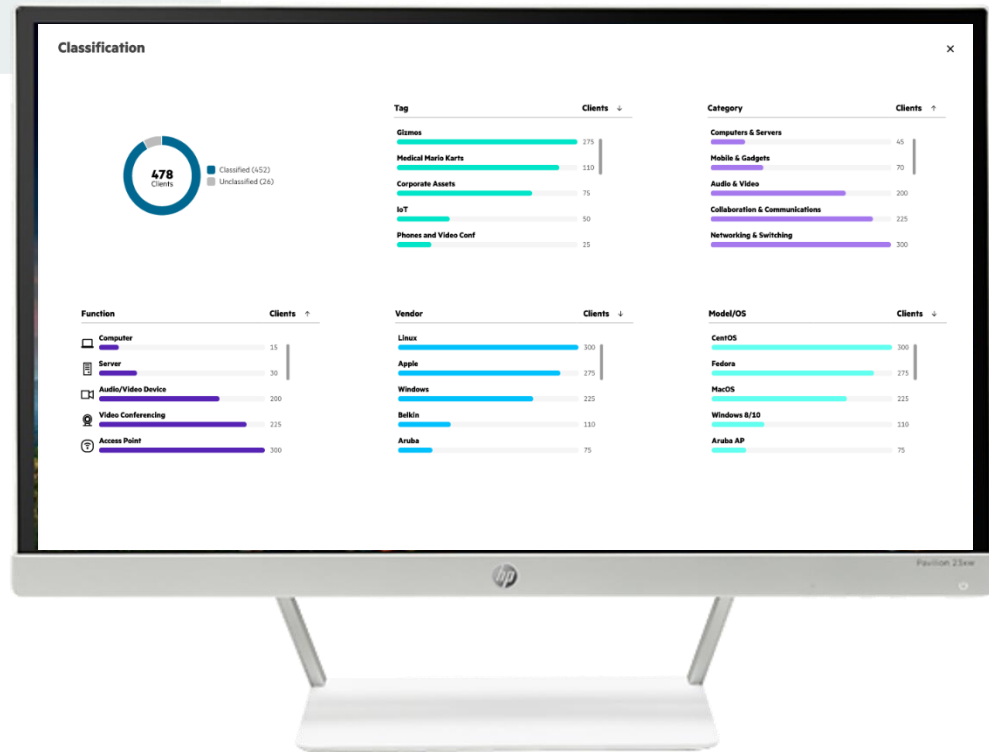 Classification
×
478
Clients
Classified (452)
Unclassified (26)
Tag Clients ↓
Gizmos
275
Medical Mario Karts
110
Corporate Assets
75
IoT
50
Phones and Video Conf
25
Category Clients ↑
Computers & Servers
45
Mobile & Gadgets
70
Audio & Video
200
Collaboration & Communications
225
Networking & Switching
300
Function Clients ↑
Computer
15
Server
30
Audio/Video Device
200
Video Conferencing
225
Access Point
300
Vendor Clients ↓
Linux
300
Apple
275
Windows
225
Belkin
110
Aruba
75
Model/OS Clients ↓
CentOS
300
Fedora
275
MacOS
225
Windows 8/10
110
Aruba AP
75
hp
Pavilion 23xw